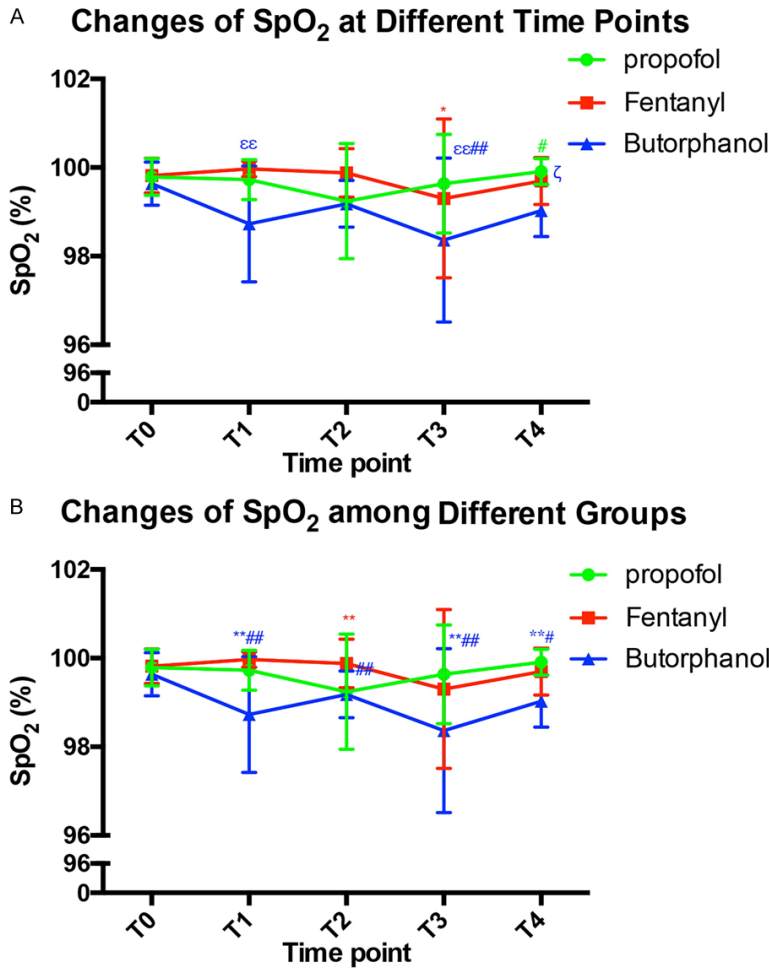 A
Changes of SpO2 at Different Time Points
propofol
Fentanyl
Butorphanol
102
100
98
96
96
0
SpO2 (%)
εε
*
εε##
#
ζ
T0
T1
T2
T3
T4
Time point
B
Changes of SpO2 among Different Groups
propofol
Fentanyl
Butorphanol
102
100
98
96
96
0
SpO2 (%)
**##
**
##
**##
**#
T0
T1
T2
T3
T4
Time point